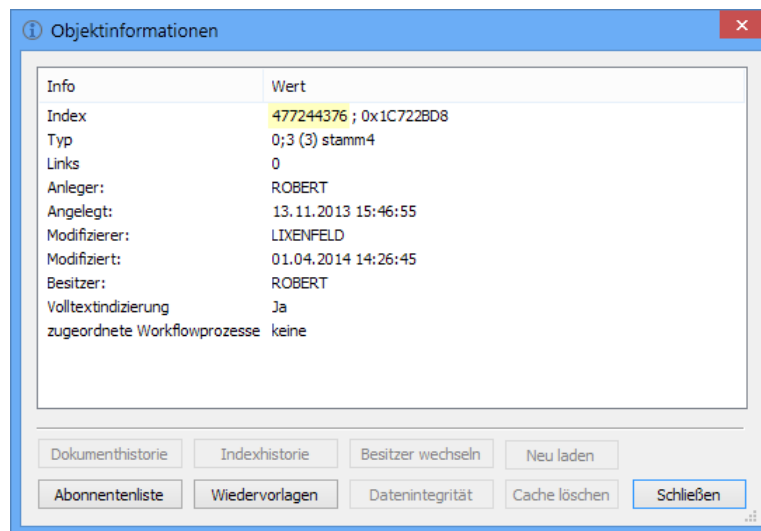 Objektinformationen
Info Wert
Index 477244376 ; 0x1C722BD8
Typ 0;3 (3) stamm4
Links 0
Anleger: ROBERT
Angelegt: 13.11.2013 15:46:55
Modifizierer: LIXENFELD
Modifiziert: 01.04.2014 14:26:45
Besitzer: ROBERT
Volltextindizierung Ja
zugeordnete Workflowprozesse keine
Dokumenthistorie Indexhistorie Besitzer wechseln Neu laden
Abonnentenliste Wiedervorlagen Datenintegrität Cache löschen Schließen